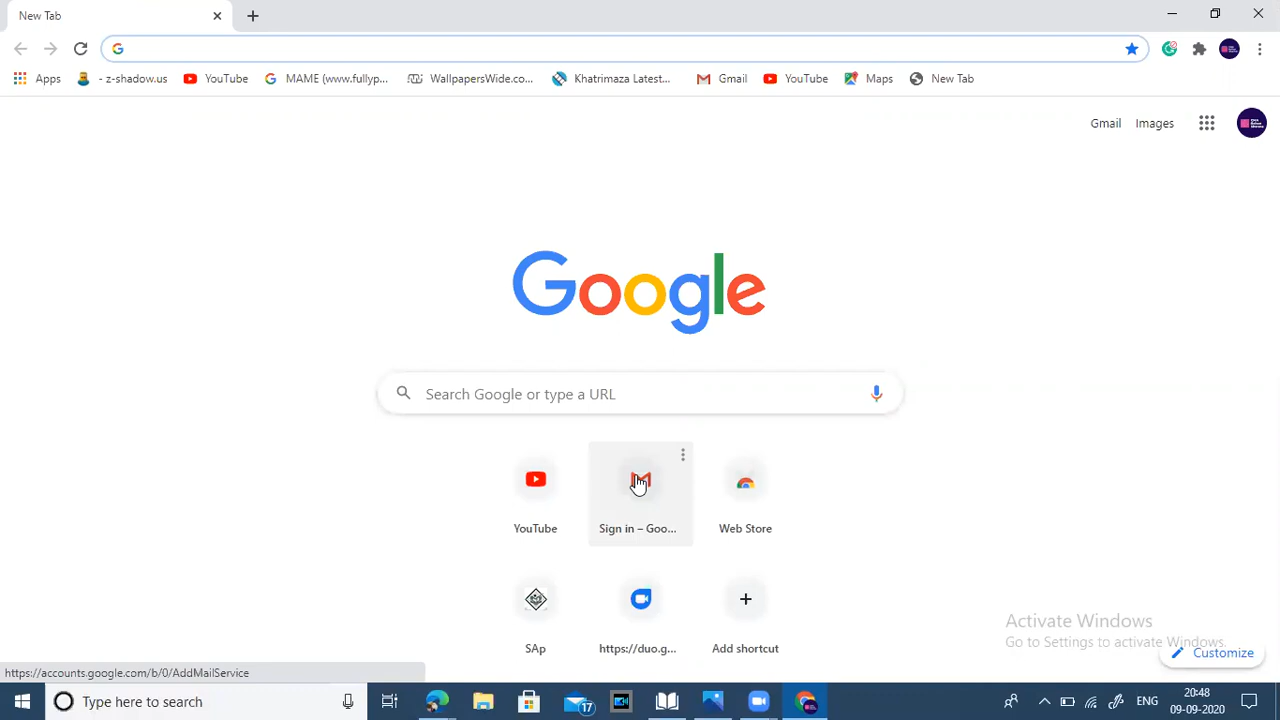 New Tab
Apps - z-shadow.us YouTube MAME (www.fullyp... WallpapersWide.co... Khatrimaza Latest... Gmail YouTube Maps New Tab
Gmail Images
Google
Search Google or type a URL
YouTube Sign in – Goo... Web Store
SAp https://duo.g... Add shortcut
Activate Windows
Go to Settings to activate Windows.
Customize
https://accounts.google.com/b/0/AddMailService
Type here to search 17 ENG 20:48
09-09-2020